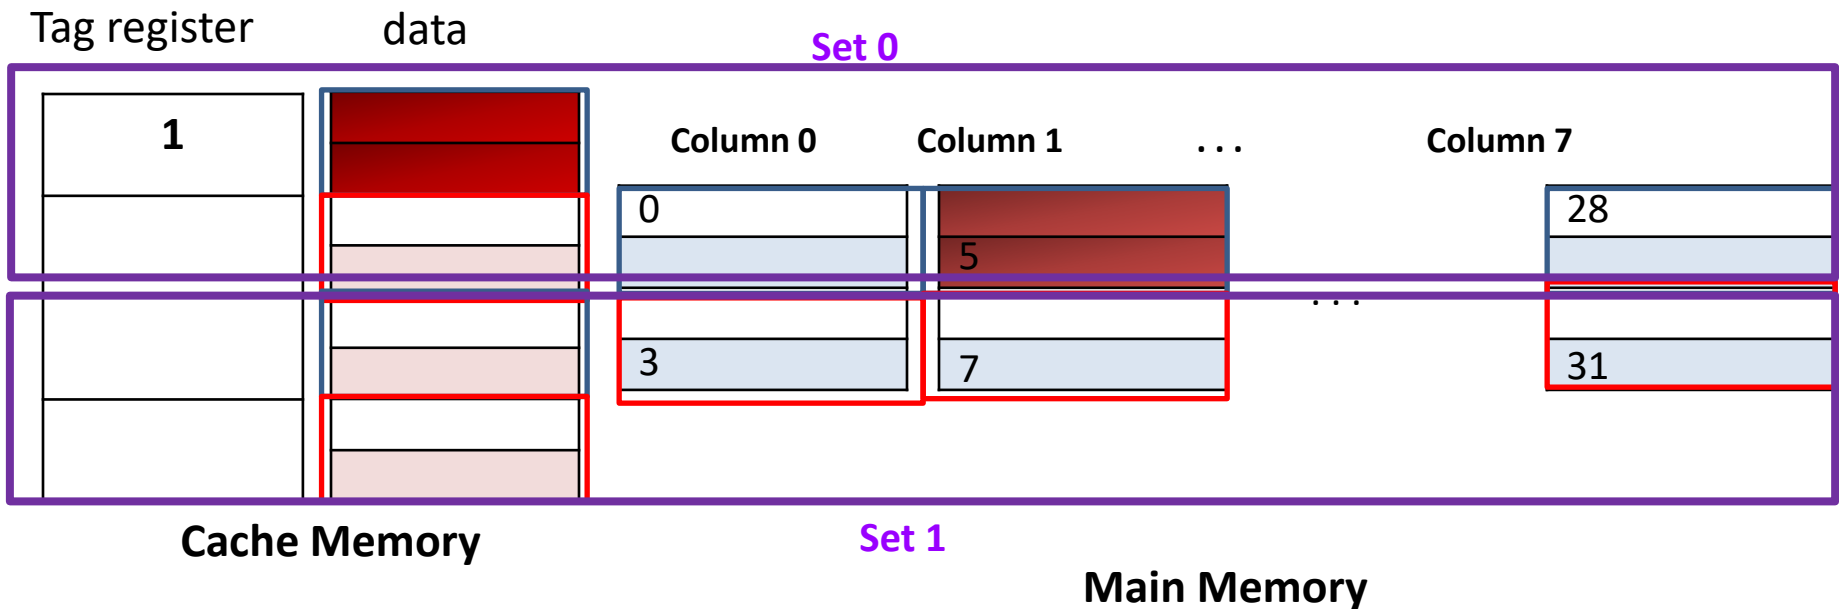 Tag register data
Set 0
1
Column 0 Column 1 ... Column 7
0 28
5
...
3 7 31
Cache Memory
Set 1
Main Memory